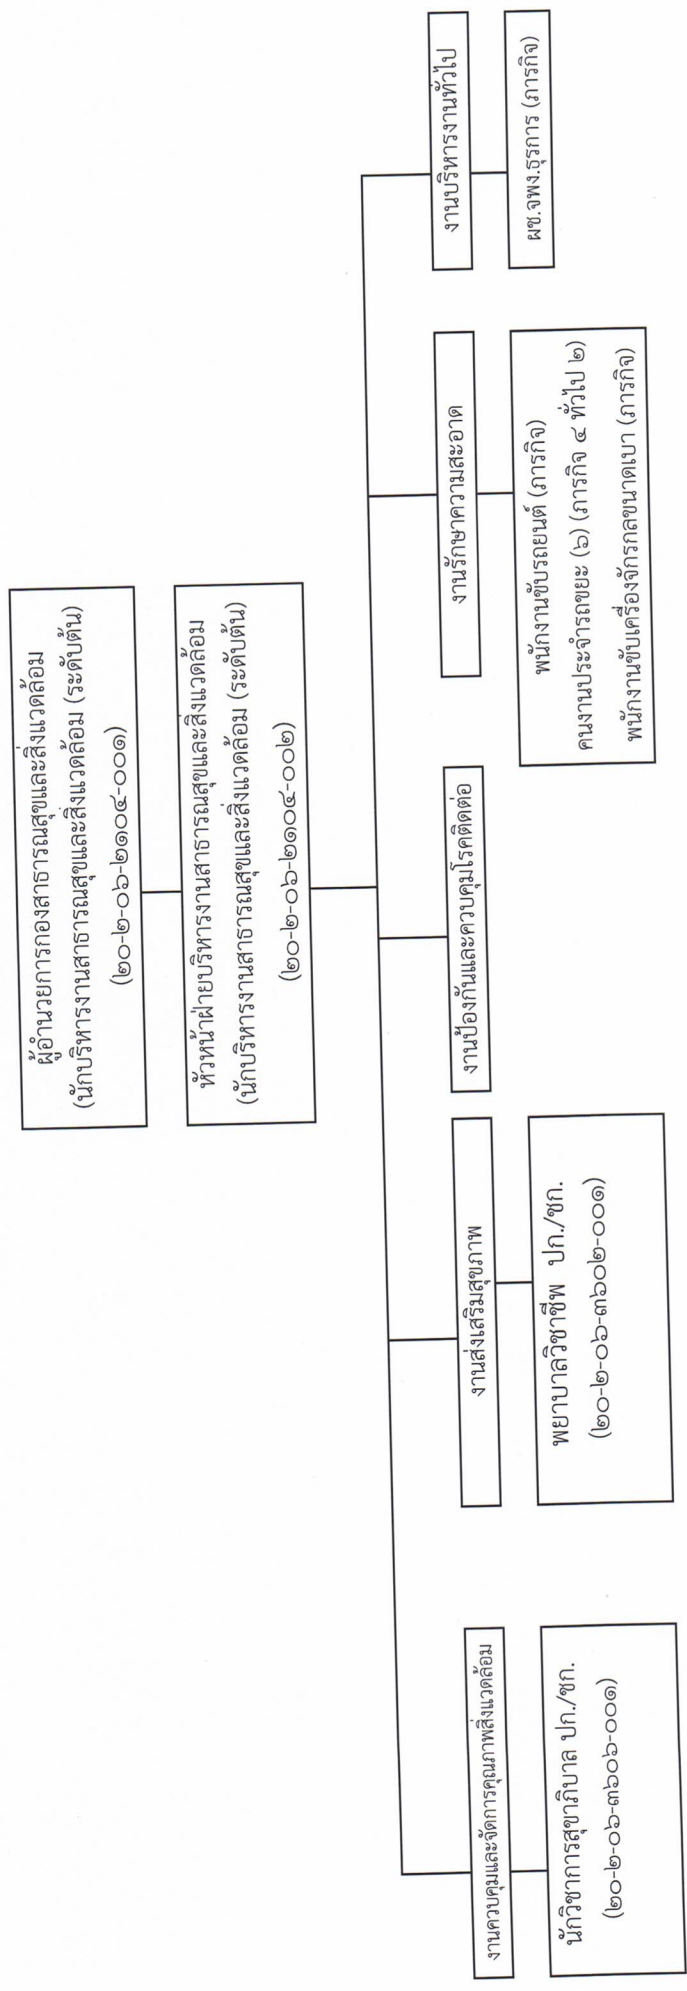 ผู้อำนวยการกองสาธารณสุขและสิ่งแวดล้อม
(นักบริหารงานสาธารณสุขและสิ่งแวดล้อม (ระดับต้น)
(๒๐-๒-๐๖-๒๑๐๔-๐๐๑)
หัวหน้าฝ่ายบริหารงานสาธารณสุขและสิ่งแวดล้อม
(นักบริหารงานสาธารณสุขและสิ่งแวดล้อม (ระดับต้น)
(๒๐-๒-๐๖-๒๑๐๔-๐๐๒)
งานควบคุมและจัดการคุณภาพสิ่งแวดล้อม
นักวิชาการสุขาภิบาล ปก./ชก.
(๒๐-๒-๐๖-๓๖๐๖-๐๐๑)
งานส่งเสริมสุขภาพ
พยาบาลวิชาชีพ ปก./ชก.
(๒๐-๒-๐๖-๓๖๐๒-๐๐๑)
งานป้องกันและควบคุมโรคติดต่อ
งานรักษาความสะอาด
พนักงานขับรถยนต์ (ภารกิจ)
คนงานประจำรถขยะ (๖) (ภารกิจ ๔ ทั่วไป ๒)
พนักงานขับเครื่องจักรกลขนาดเบา (ภารกิจ)
งานบริหารงานทั่วไป
ผช.จพง.ธุรการ (ภารกิจ)